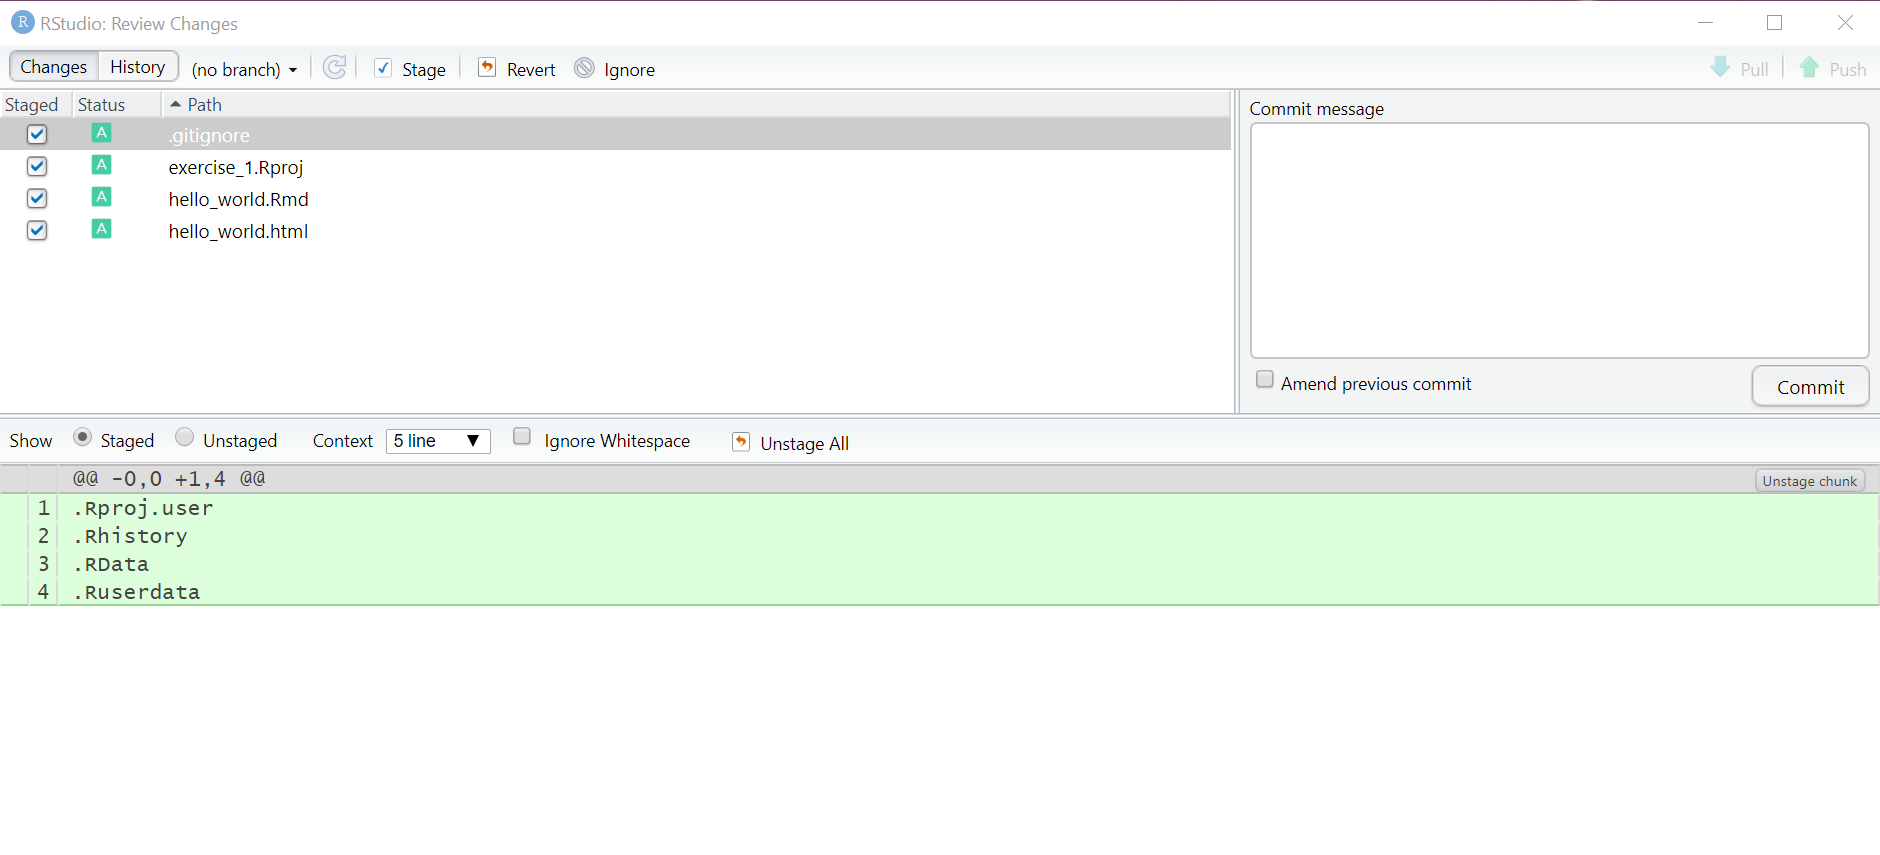 R RStudio: Review Changes
Changes History (no branch) Stage Revert Ignore Pull Push
Staged Status Path
A .gitignore
A exercise_1.Rproj
A hello_world.Rmd
A hello_world.html
Commit message
Amend previous commit Commit
Show Staged Unstaged Context 5 line Ignore Whitespace Unstage All
@@ -0,0 +1,4 @@ Unstage chunk
1 .Rproj.user
2 .Rhistory
3 .RData
4 .Ruserdata